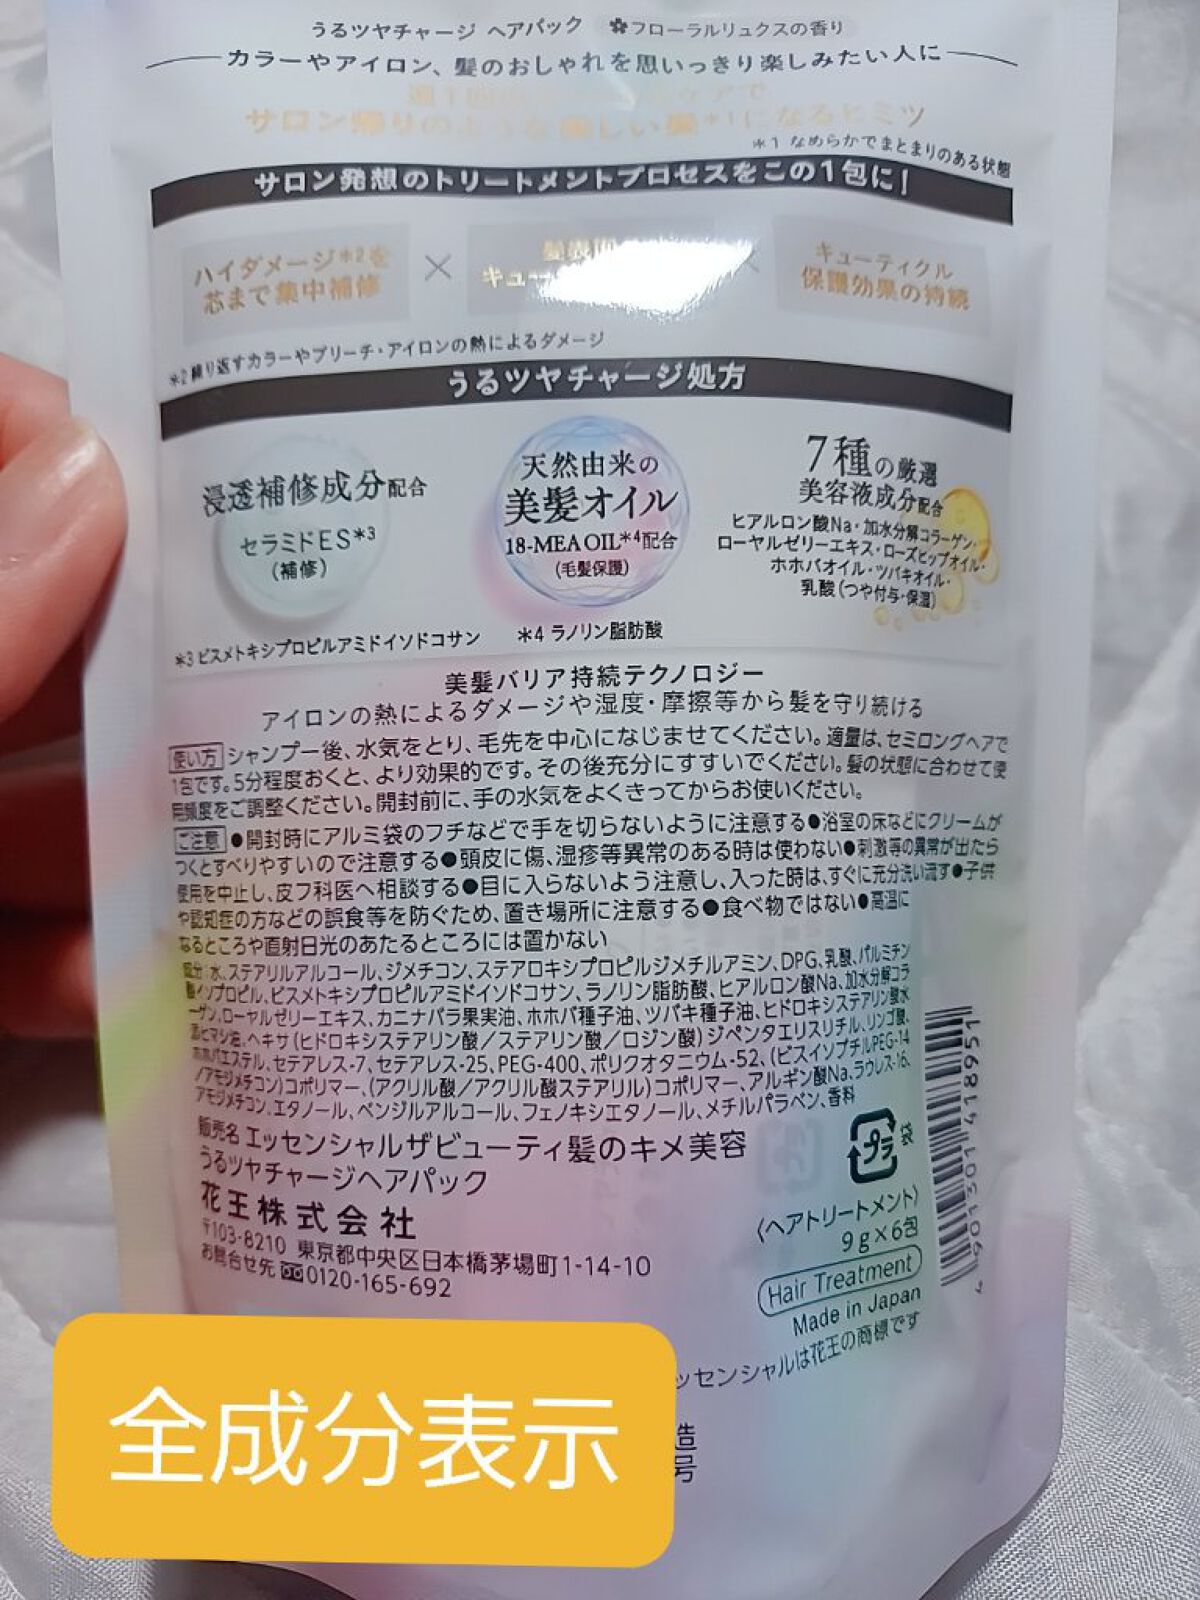 うるツヤチャージ ヘアパック ✽フローラルリュクスの香り
カラーやアイロン、髪のおしゃれを思いっきり楽しみたい人に
サロン帰りのような美しい髪*1になるヒミツ
*1 なめらかでまとまりのある状態
サロン発想のトリートメントプロセスをこの1包に!
ハイダメージ*2を
芯まで集中補修
×
髪表面
キュー
キューティクル
保護効果の持続
*2 繰り返すカラーやブリーチ・アイロンの熱によるダメージ
うるツヤチャージ処方
浸透補修成分配合
セラミドES*3
(補修)
*3 ビスメトキシプロピルアミドイソドコサン
天然由来の
美髪オイル
18-MEA OIL*4配合
(毛髪保護)
*4 ラノリン脂肪酸
7種の厳選
美容液成分配合
ヒアルロン酸Na・加水分解コラーゲン・
ローヤルゼリーエキス・ローズヒップオイル・
ホホバオイル・ツバキオイル・
乳酸(つや付与・保湿)
美髪バリア持続テクノロジー
アイロンの熱によるダメージや湿度・摩擦等から髪を守り続ける
使い方 シャンプー後、水気をとり、毛先を中心になじませてください。適量は、セミロングヘアで
1包です。5分程度おくと、より効果的です。その後充分にすすいでください。髪の状態に合わせて使
用頻度をご調整ください。開封前に、手の水気をよくきってからお使いください。
ご注意 ●開封時にアルミ袋のフチなどで手を切らないように注意する●浴室の床などにクリームが
つくとすべりやすいので注意する●頭皮に傷、湿疹等異常のある時は使わない●刺激等の異常が出たら
使用を中止し、皮フ科医へ相談する●目に入らないよう注意し、入った時は、すぐに充分洗い流す●子供
や認知症の方などの誤食等を防ぐため、置き場所に注意する●食べ物ではない●高温に
なるところや直射日光のあたるところには置かない
成分:水、ステアリルアルコール、ジメチコン、ステアロキシプロピルジメチルアミン、DPG、乳酸、パルミチン
酸イソプロピル、ビスメトキシプロピルアミドイソドコサン、ラノリン脂肪酸、ヒアルロン酸Na、加水分解コラ
ーゲン、ローヤルゼリーエキス、カニナバラ果実油、ホホバ種子油、ツバキ種子油、ヒドロキシステアリン酸水
添ヒマシ油、ヘキサ(ヒドロキシステアリン酸/ステアリン酸/ロジン酸)ジペンタエリスリチル、リンゴ酸、
ホホバエステル、セテアレス-7、セテアレス-25、PEG-400、ポリクオタニウム-52、(ビスイソブチルPEG-14
/アモジメチコン)コポリマー、(アクリル酸/アクリル酸ステアリル)コポリマー、アルギン酸Na、ラウレス-16、
アモジメチコン、エタノール、ベンジルアルコール、フェノキシエタノール、メチルパラベン、香料
販売名 エッセンシャルザビューティ髪のキメ美容
うるツヤチャージヘアパック
花王株式会社
〒103-8210 東京都中央区日本橋茅場町1-14-10
お問合せ先 0120-165-692
プラ
袋
〈ヘアトリートメント〉
9g×6包
Hair Treatment
Made in Japan
ッセンシャルは花王の商標です
4 901301 418951
造
号
全成分表示